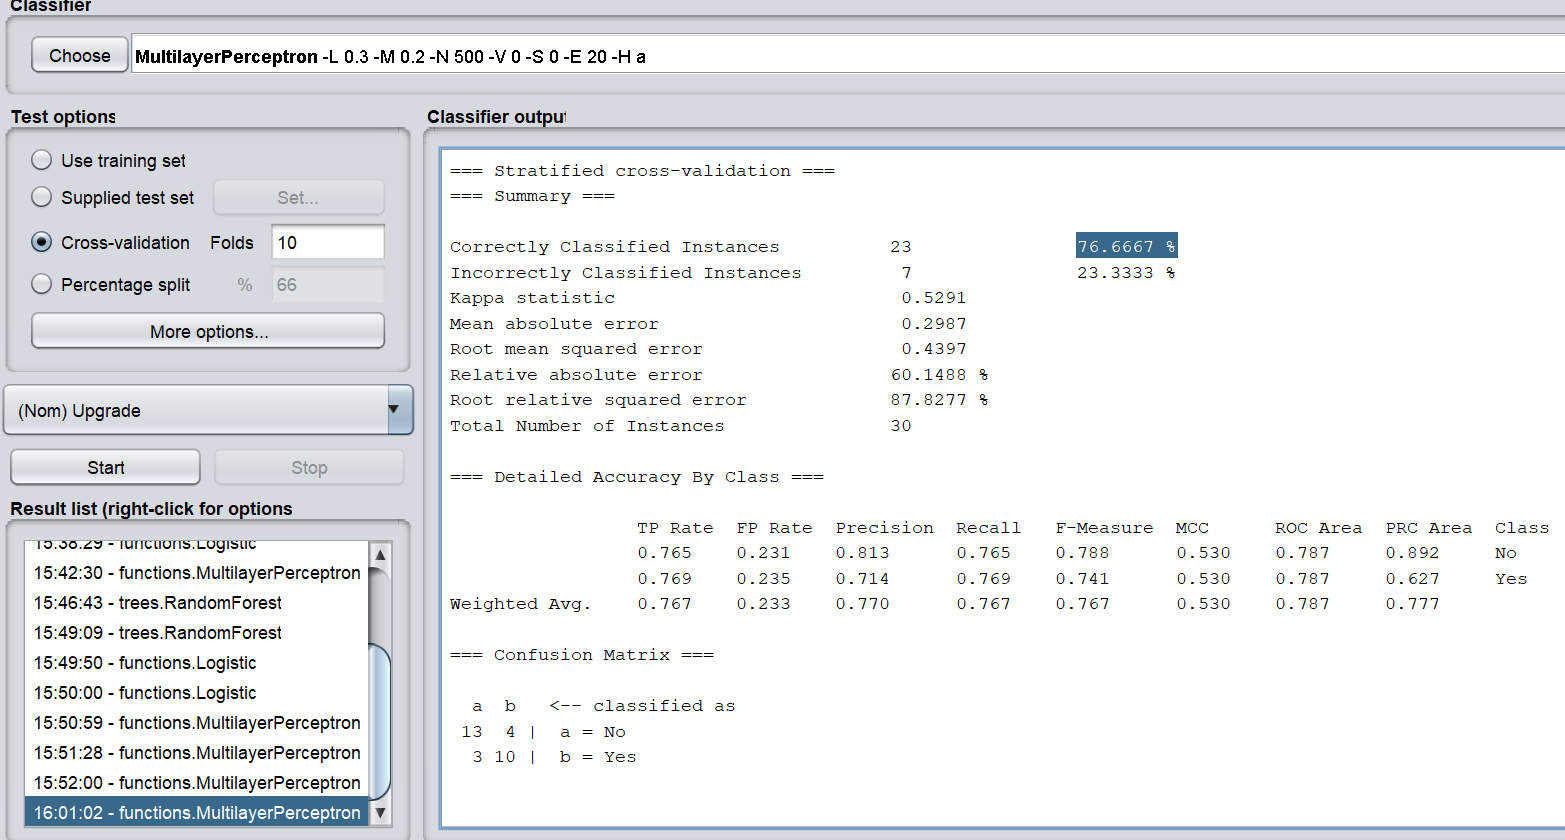 Classifier
Choose MultilayerPerceptron -L 0.3 -M 0.2 -N 500 -V 0 -S 0 -E 20 -H a
Test options
Use training set
Supplied test set Set...
Cross-validation Folds 10
Percentage split % 66
More options...
(Nom) Upgrade
Start Stop
Result list (right-click for options
15:38:29 - functions.Logistic
15:42:30 - functions.MultilayerPerceptron
15:46:43 - trees.RandomForest
15:49:09 - trees.RandomForest
15:49:50 - functions.Logistic
15:50:00 - functions.Logistic
15:50:59 - functions.MultilayerPerceptron
15:51:28 - functions.MultilayerPerceptron
15:52:00 - functions.MultilayerPerceptron
16:01:02 - functions.MultilayerPerceptron
Classifier output
=== Stratified cross-validation ===
=== Summary ===
Correctly Classified Instances 23 76.6667 %
Incorrectly Classified Instances 7 23.3333 %
Kappa statistic 0.5291
Mean absolute error 0.2987
Root mean squared error 0.4397
Relative absolute error 60.1488 %
Root relative squared error 87.8277 %
Total Number of Instances 30
=== Detailed Accuracy By Class ===
TP Rate FP Rate Precision Recall F-Measure MCC ROC Area PRC Area Class
0.765 0.231 0.813 0.765 0.788 0.530 0.787 0.892 No
0.769 0.235 0.714 0.769 0.741 0.530 0.787 0.627 Yes
Weighted Avg. 0.767 0.233 0.770 0.767 0.767 0.530 0.787 0.777
=== Confusion Matrix ===
a b <-- classified as
13 4 | a = No
3 10 | b = Yes